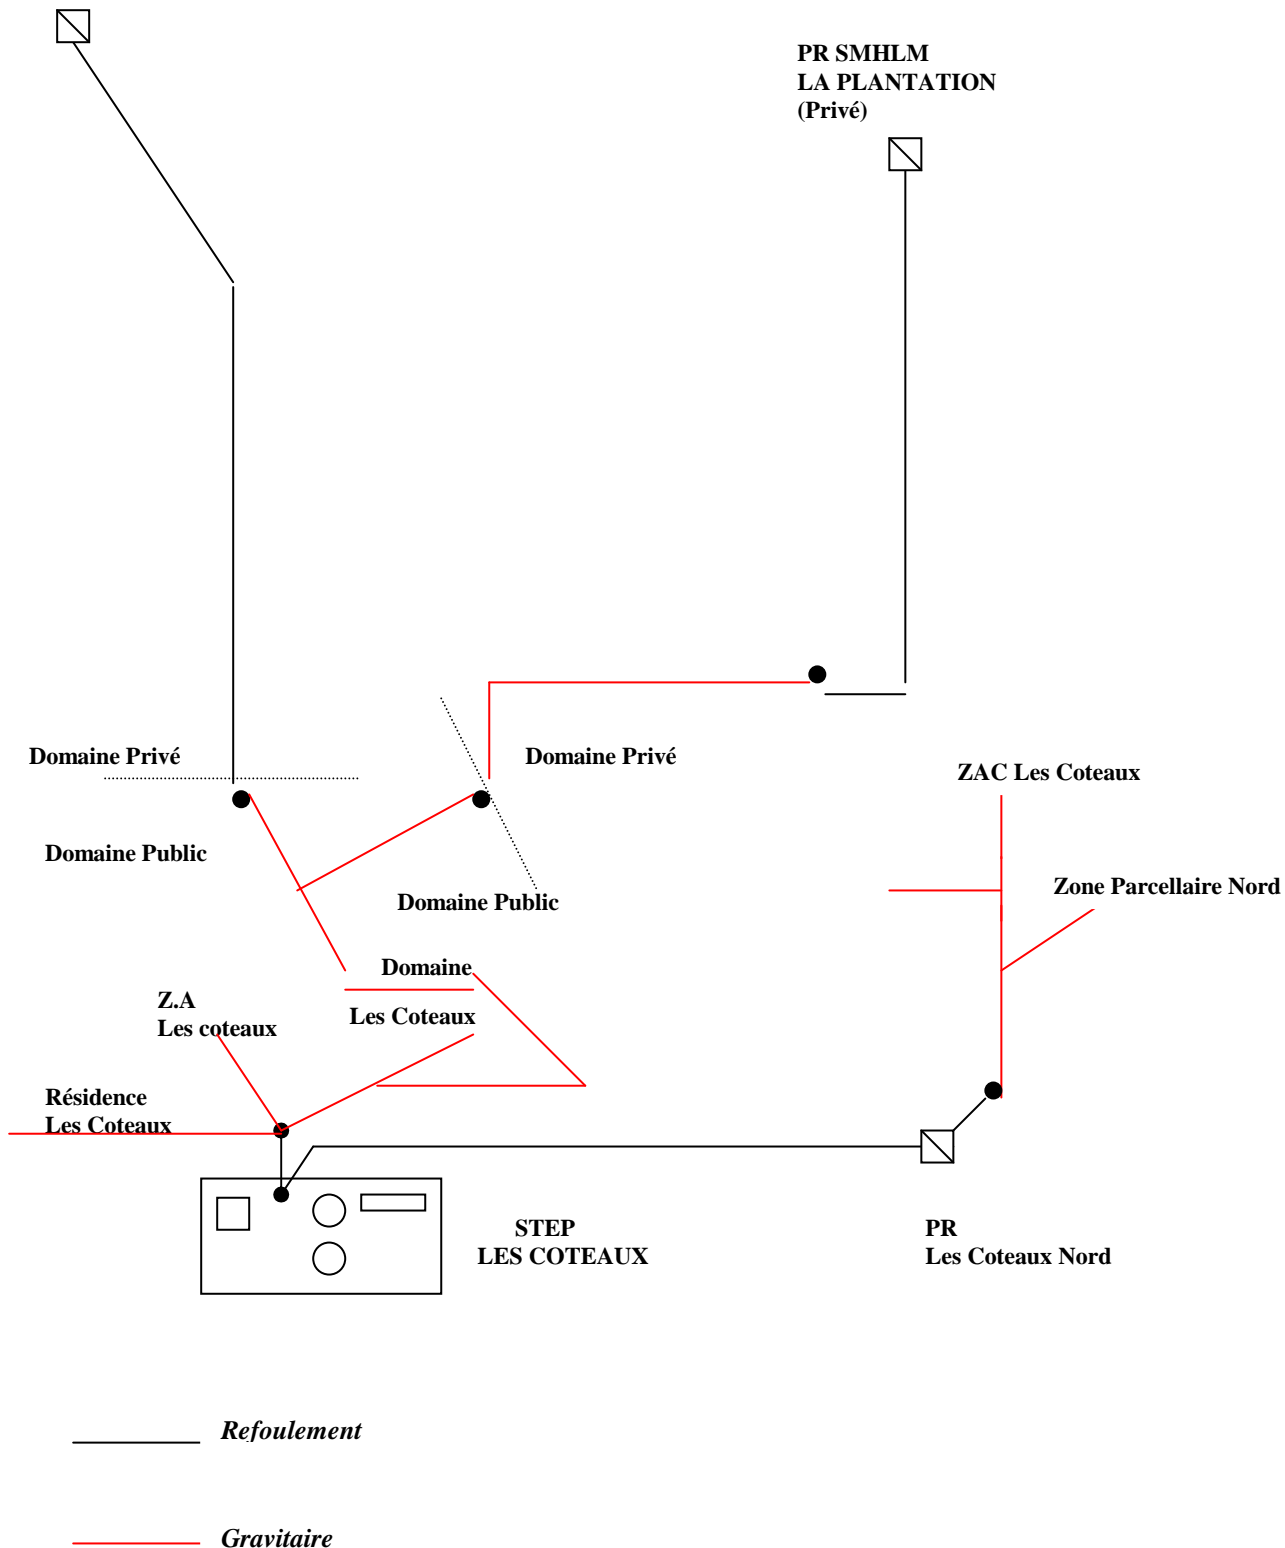 PR SMHLM
LA PLANTATION
(Privé)
Domaine Privé
Domaine Privé
ZAC Les Coteaux
Domaine Public
Zone Parcellaire Nord
Domaine Public
Domaine
Les Coteaux
Z.A
Les coteaux
Résidence
Les Coteaux
STEP
LES COTEAUX
PR
Les Coteaux Nord
Refoulement
Gravitaire